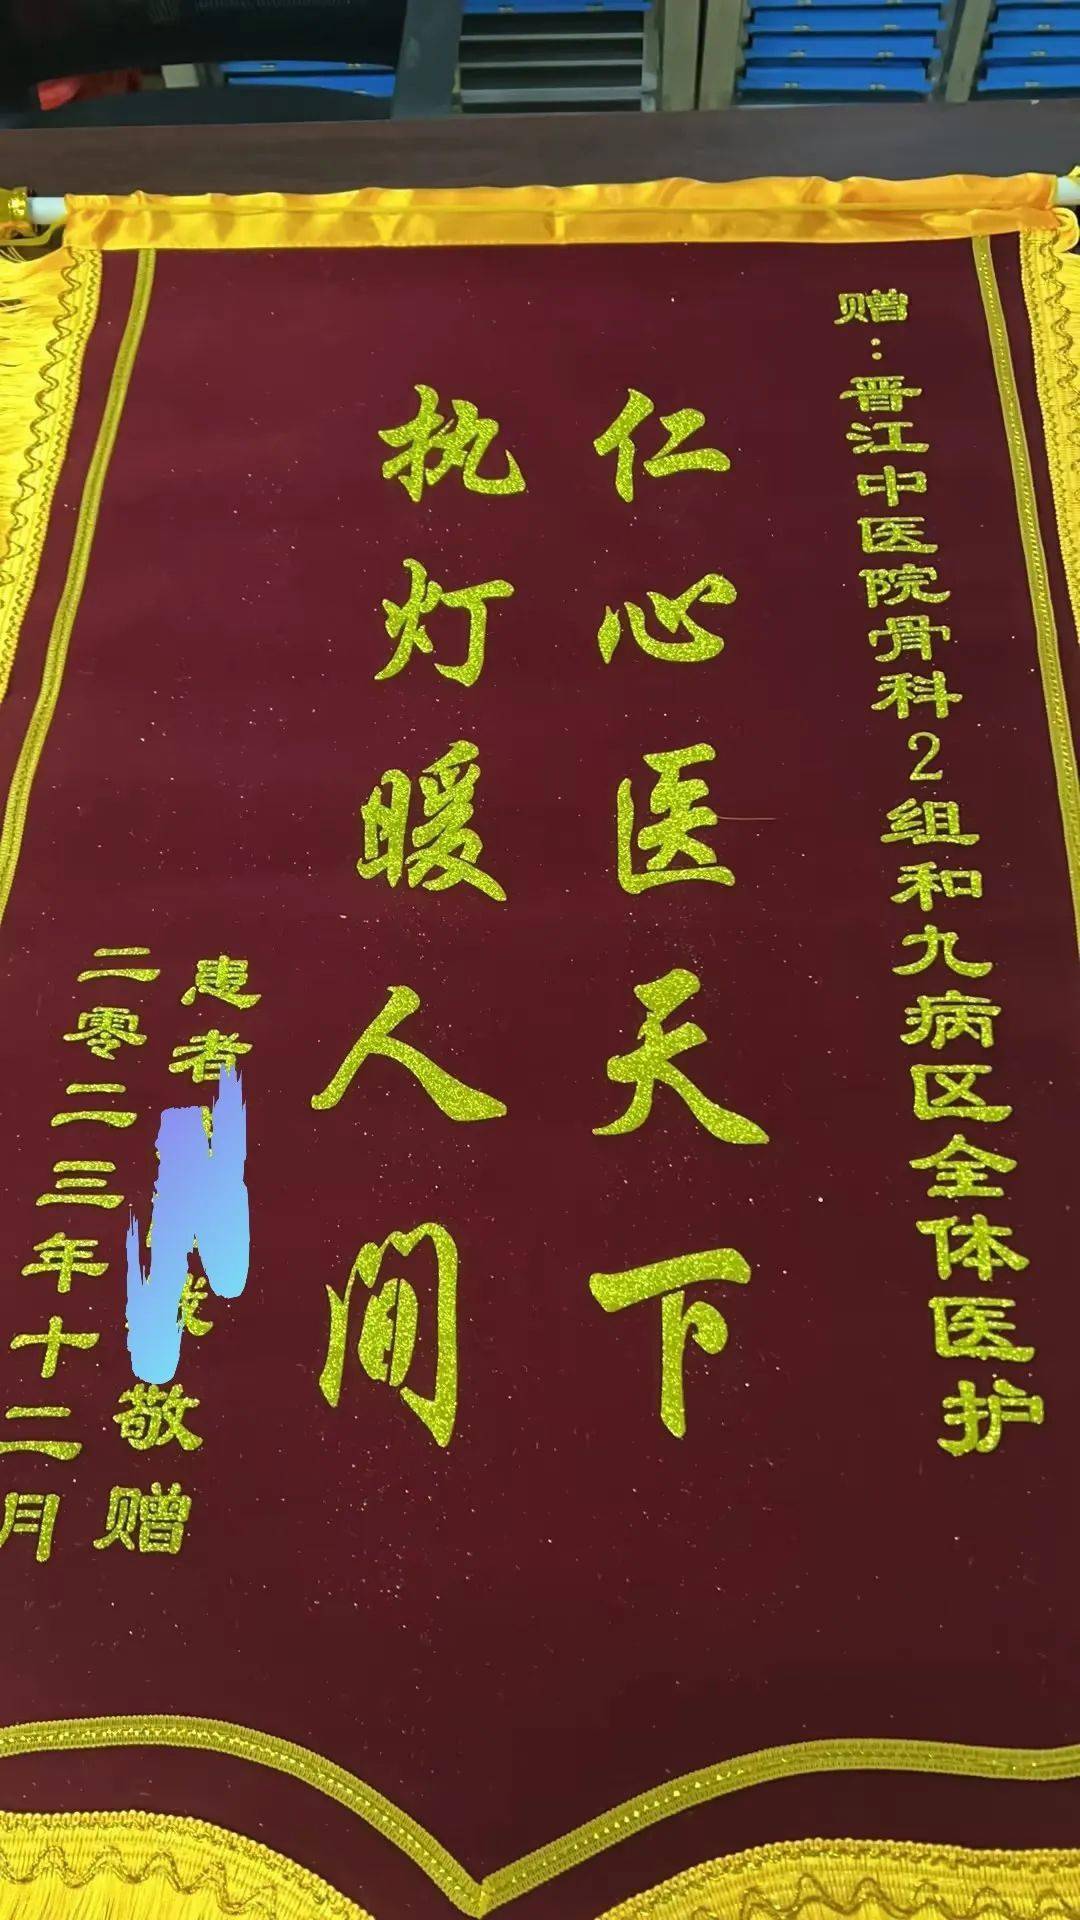 赠：晋江中医院骨科2组和九病区全体医护
仁心医天下
执灯暖人间
患者
敬赠
二零二三年十二月